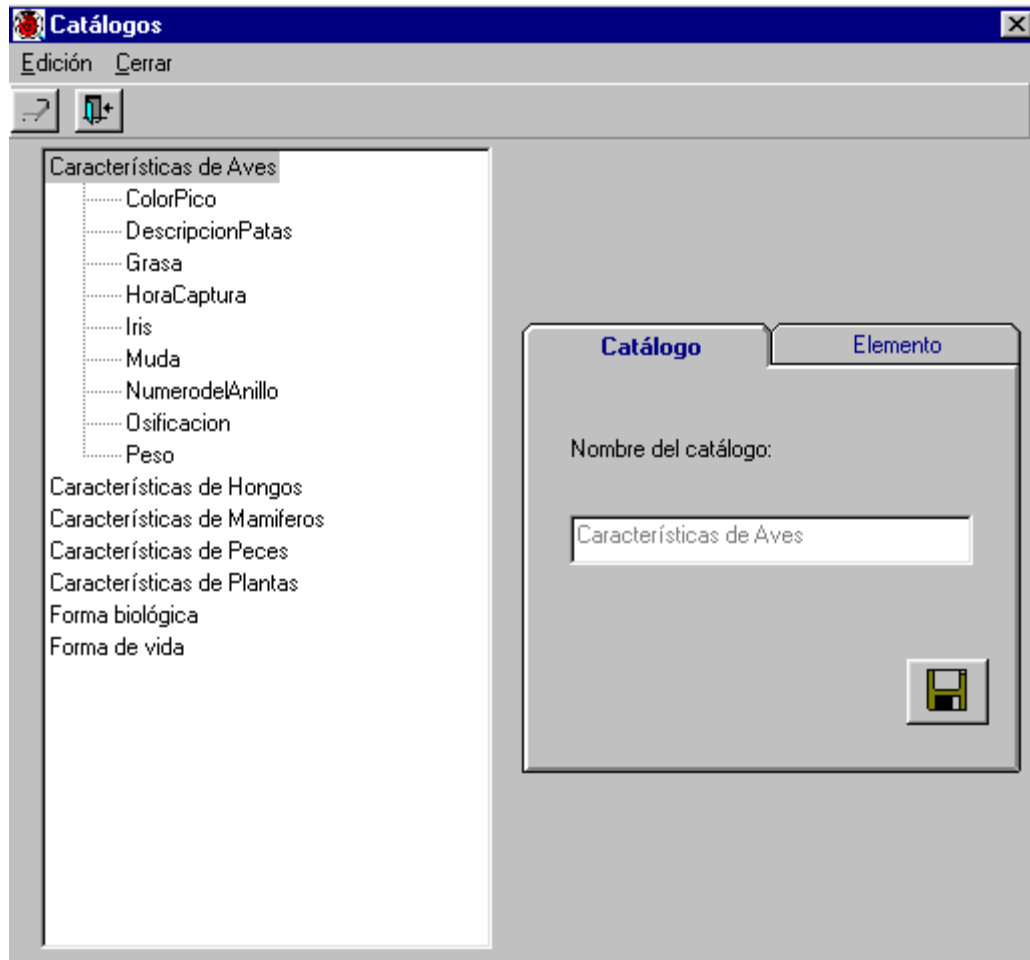 Catálogos
Edición Cerrar
Características de Aves
ColorPico
DescripcionPatas
Grasa
HoraCaptura
Iris
Muda
NumerodelAnillo
Osificacion
Peso
Características de Hongos
Características de Mamiferos
Características de Peces
Características de Plantas
Forma biológica
Forma de vida
Catálogo Elemento
Nombre del catálogo:
Características de Aves